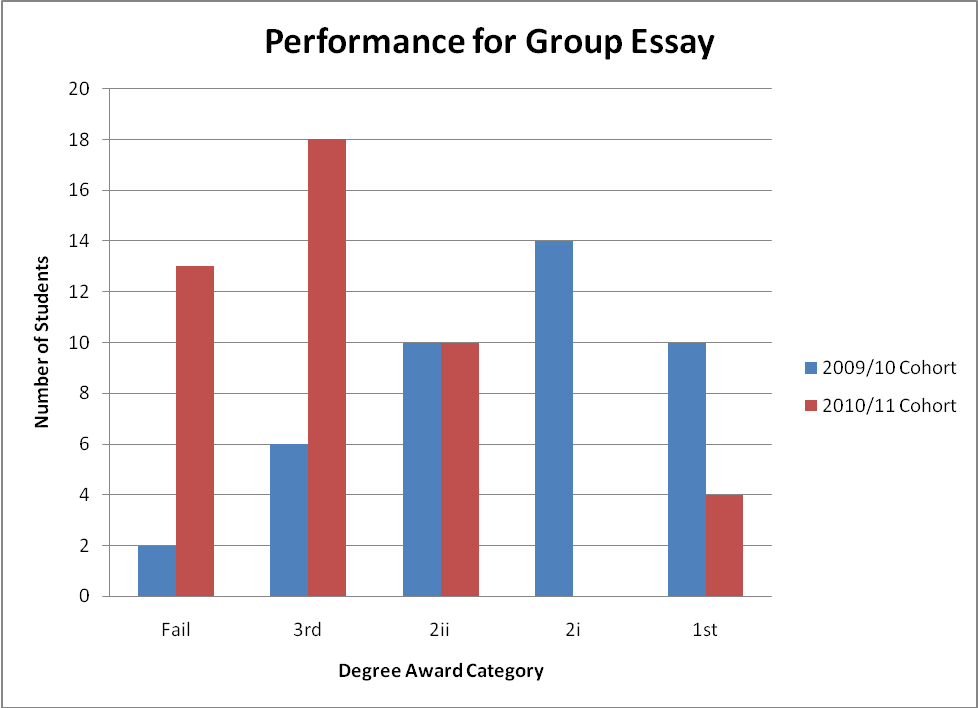 Performance for Group Essay
20
18
16
14
12
10
8
6
4
2
0
Number of Students
Fail 3rd 2ii 2i 1st
Degree Award Category
2009/10 Cohort
2010/11 Cohort